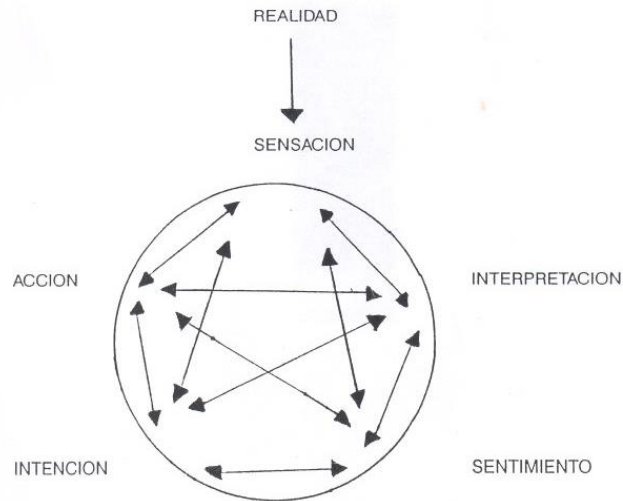 REALIDAD
SENSACION
ACCION
INTERPRETACION
INTENCION
SENTIMIENTO